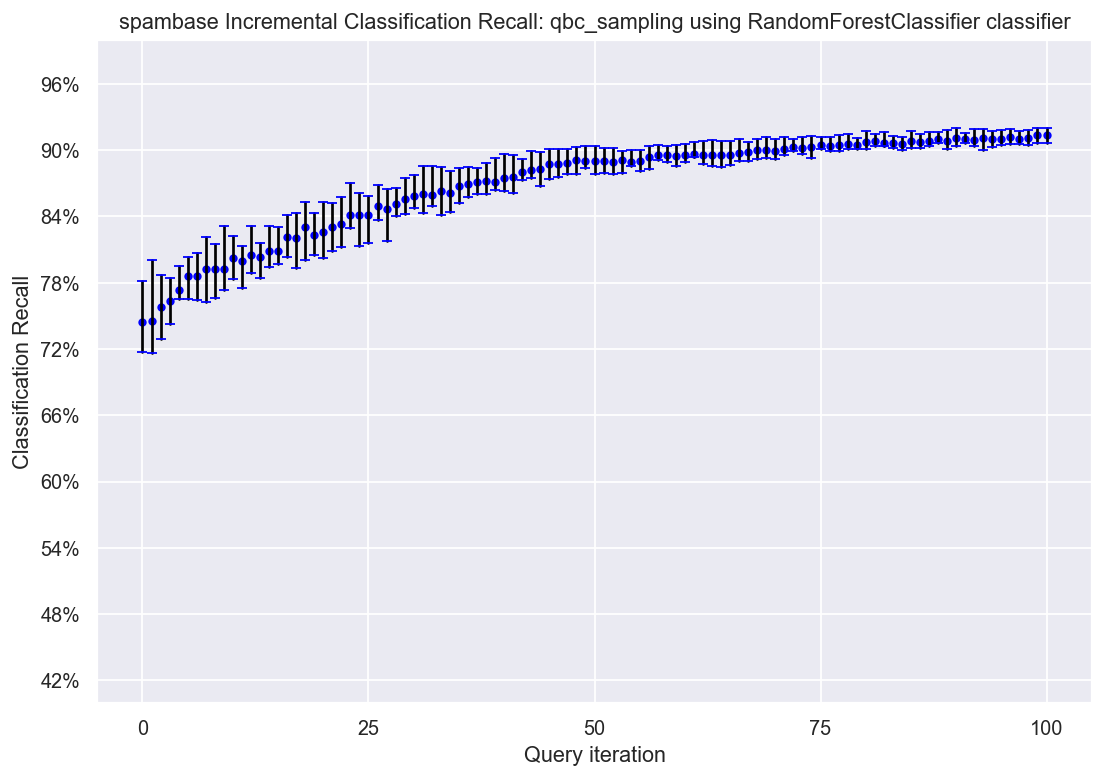 spambase Incremental Classification Recall: qbc_sampling using RandomForestClassifier classifier
96%
90%
84%
78%
72%
66%
60%
54%
48%
42%
Classification Recall
0 25 50 75 100
Query iteration